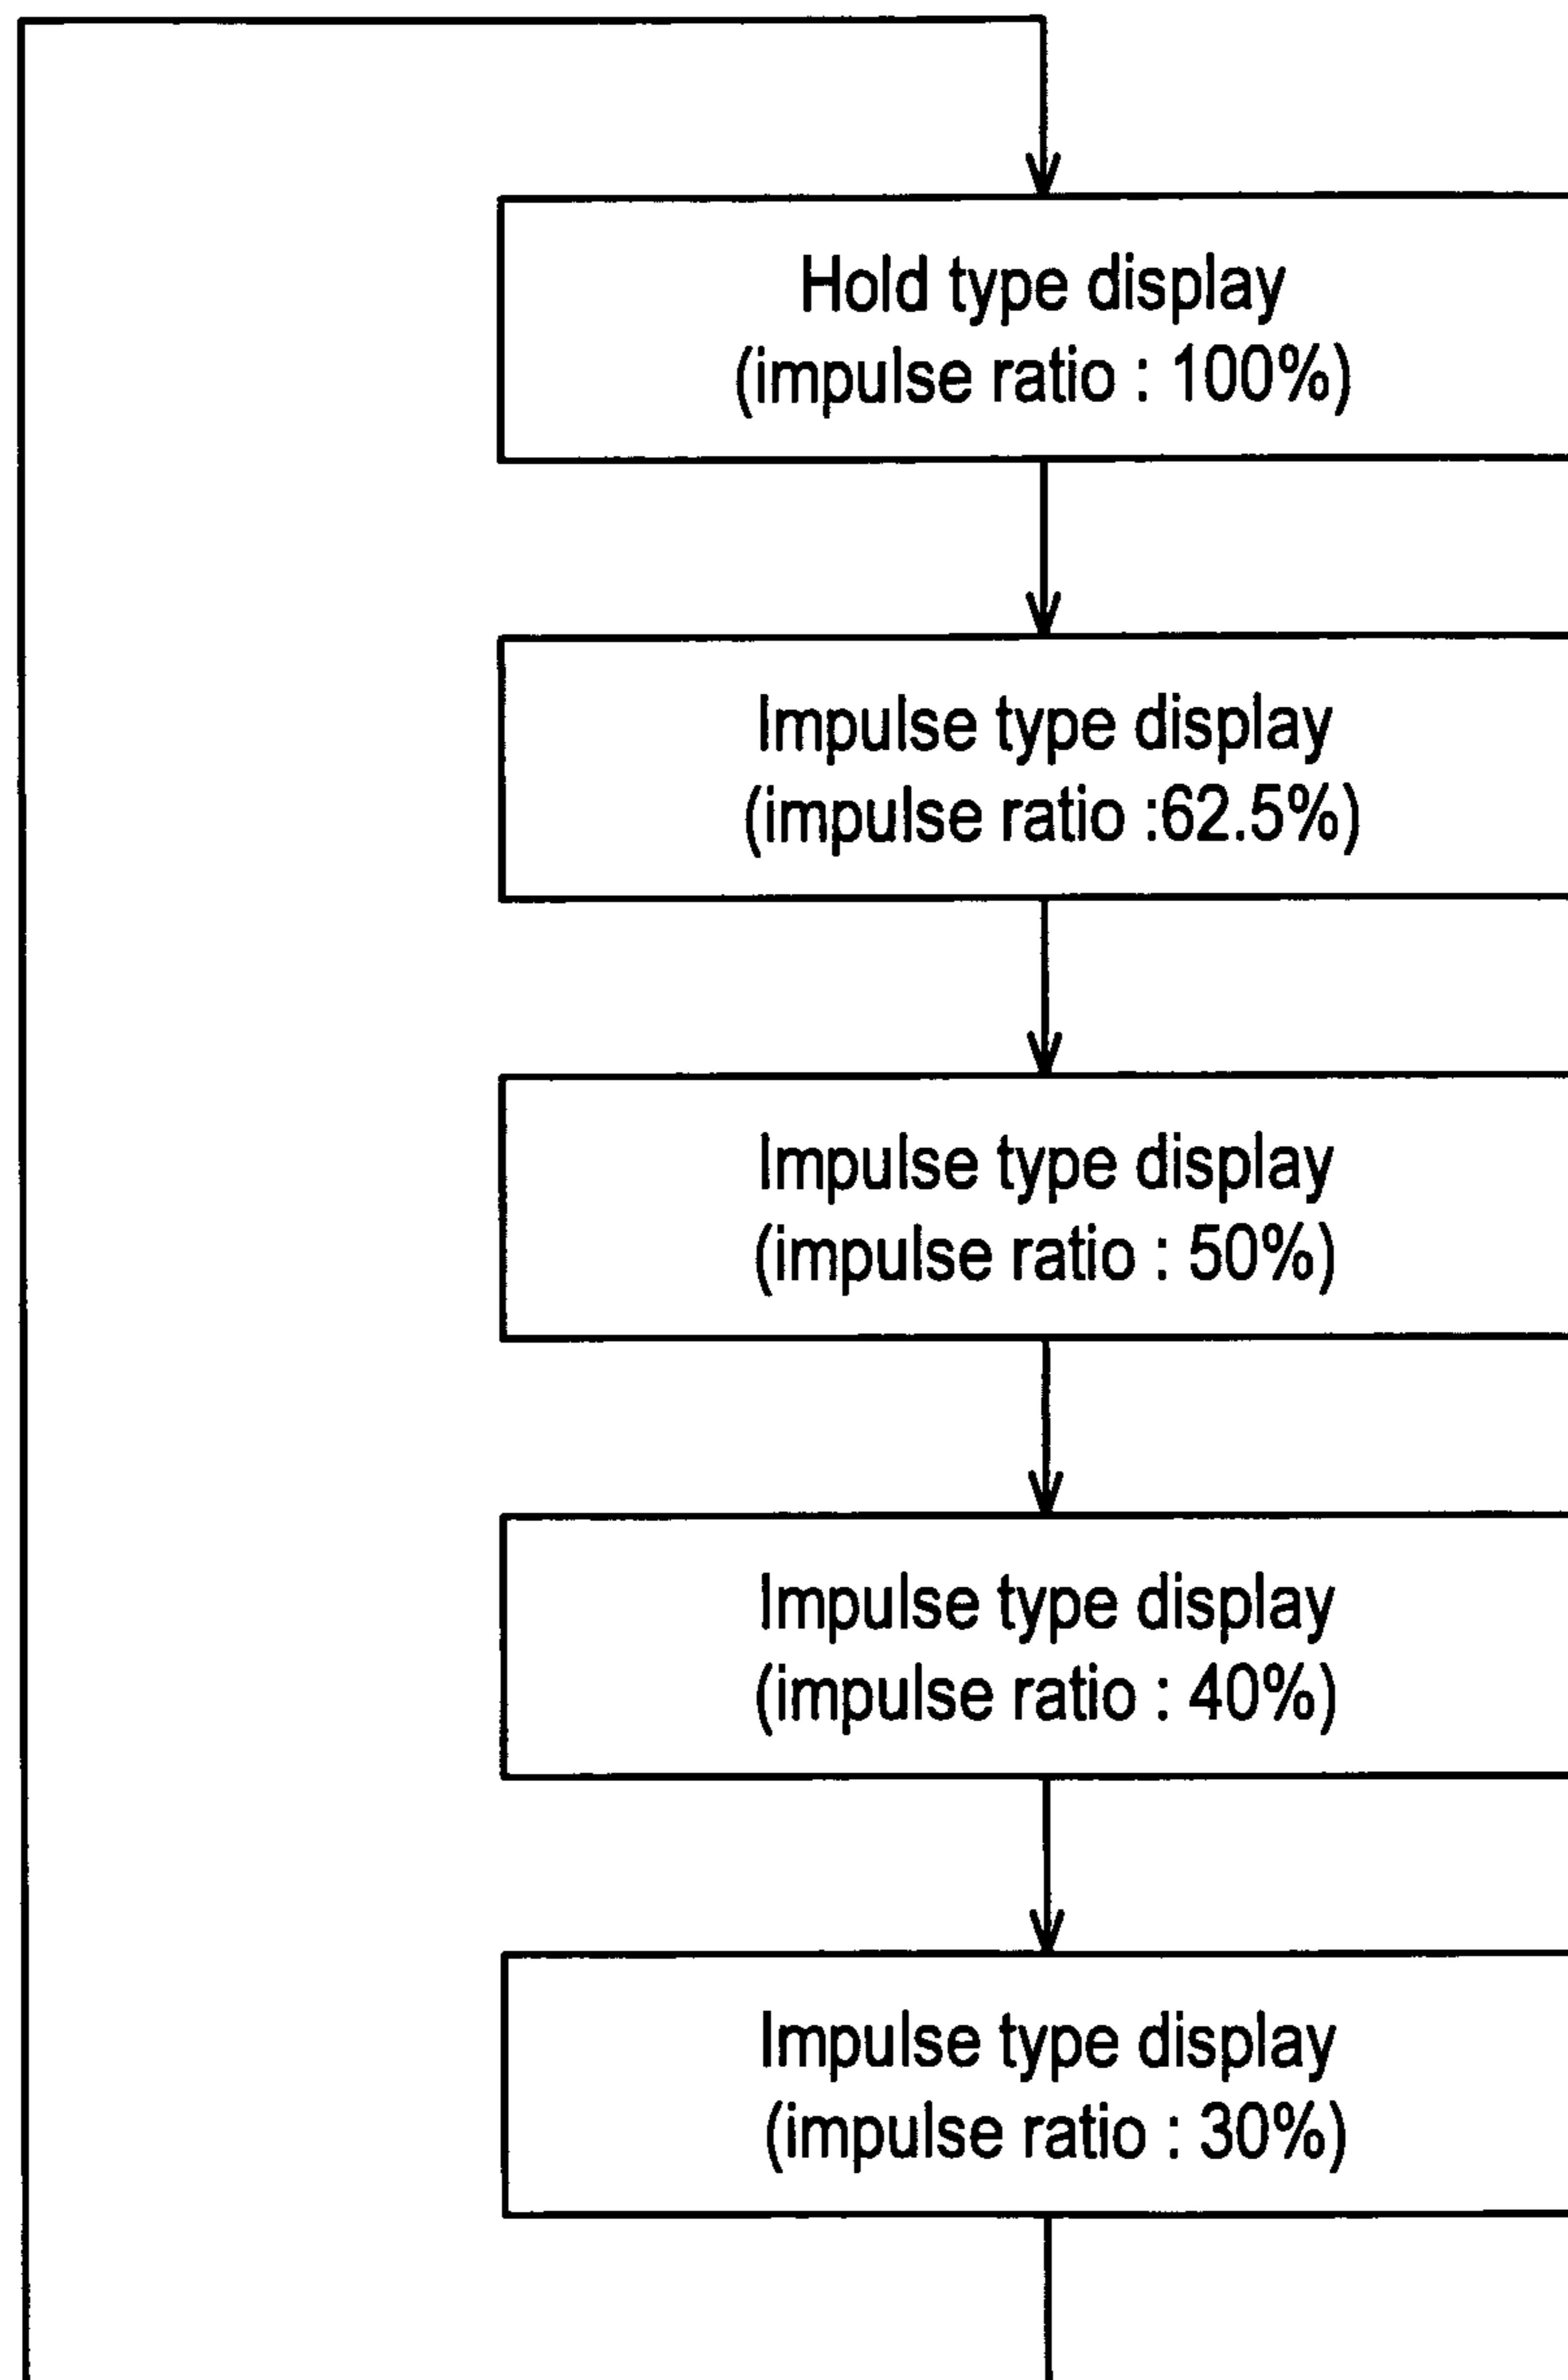 Hold type display
(impulse ratio : 100%)
Impulse type display
(impulse ratio :62.5%)
Impulse type display
(impulse ratio : 50%)
Impulse type display
(impulse ratio : 40%)
Impulse type display
(impulse ratio : 30%)